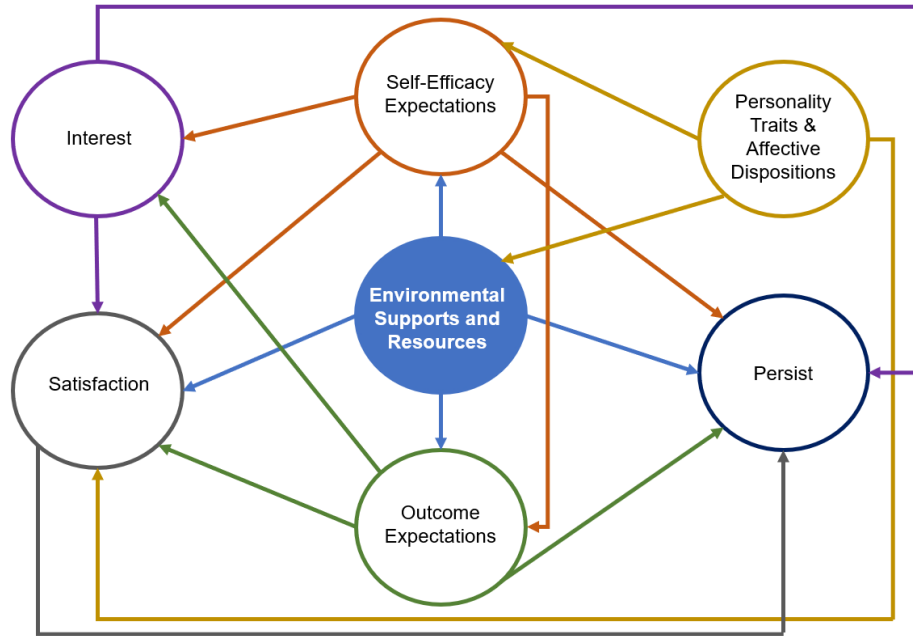 Self-Efficacy
Expectations
Interest
Personality
Traits &
Affective
Dispositions
Environmental
Supports and
Resources
Satisfaction
Persist
Outcome
Expectations